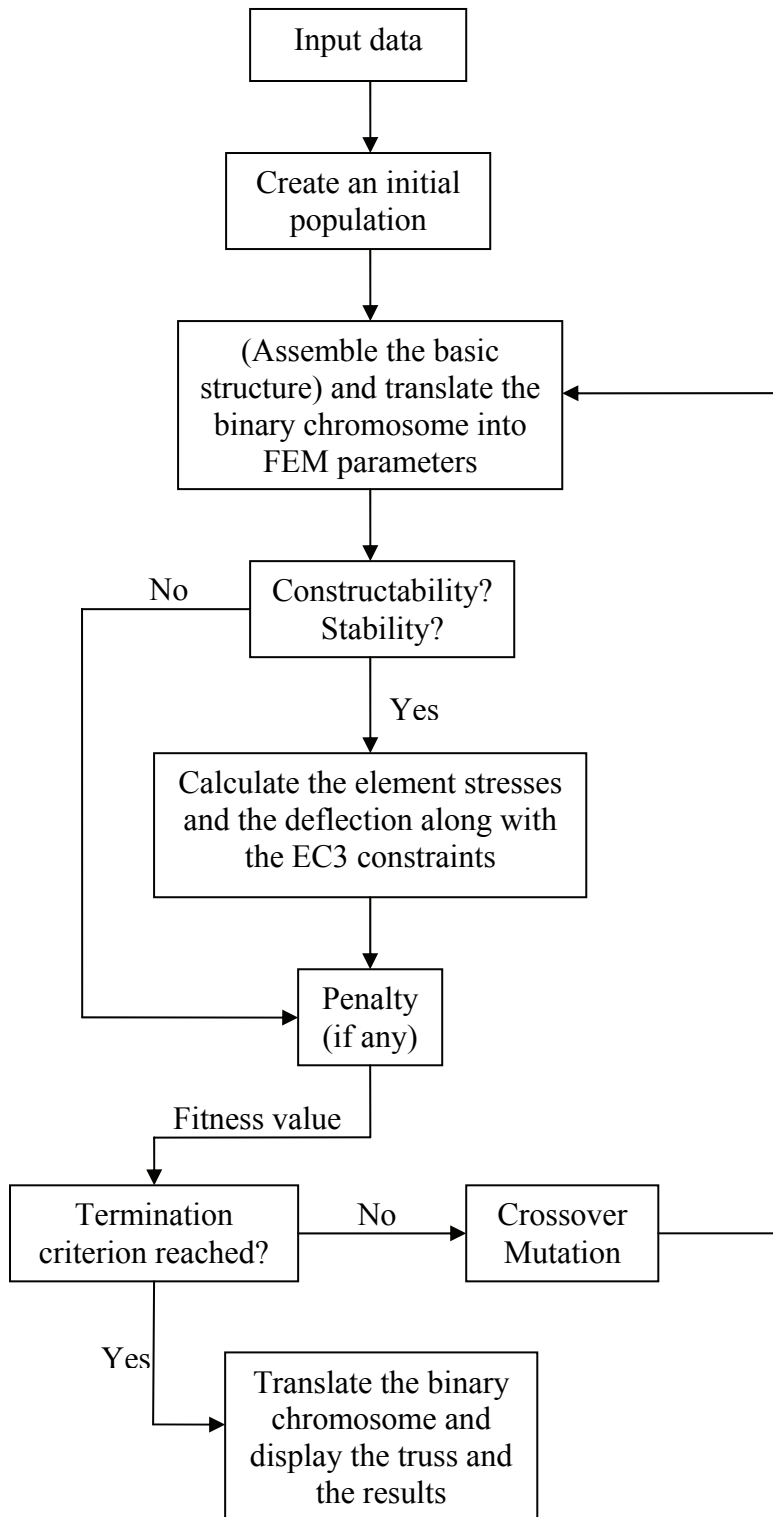 Input data
Create an initial
population
(Assemble the basic
structure) and translate the
binary chromosome into
FEM parameters
No
Constructability?
Stability?
Yes
Calculate the element stresses
and the deflection along with
the EC3 constraints
Penalty
(if any)
Fitness value
Termination
criterion reached?
No
Crossover
Mutation
Yes
Translate the binary
chromosome and
display the truss and
the results